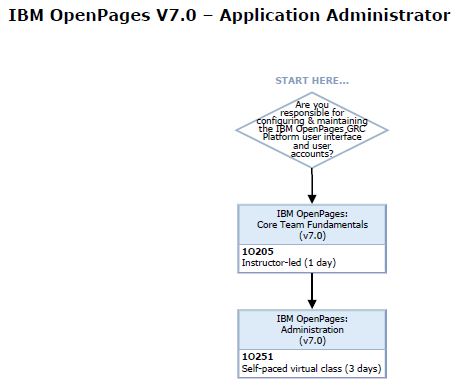 IBM OpenPages V7.0 – Application Administrator
START HERE...
Are you
responsible for
configuring & maintaining
the IBM OpenPages GRC
Platform user interface
and user
accounts?
IBM OpenPages:
Core Team Fundamentals
(v7.0)
1O205
Instructor-led (1 day)
IBM OpenPages:
Administration
(v7.0)
1O251
Self-paced virtual class (3 days)